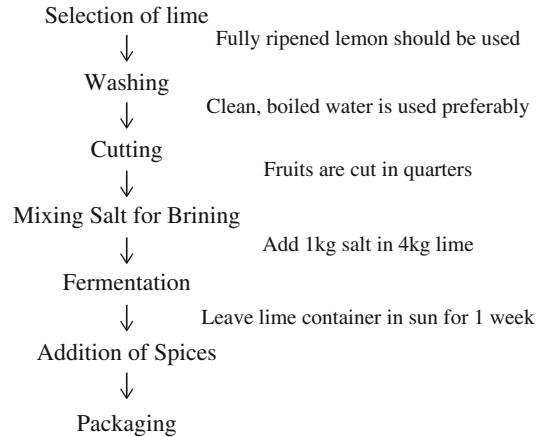 Selection of lime
Fully ripened lemon should be used
Washing
Clean, boiled water is used preferably
Cutting
Fruits are cut in quarters
Mixing Salt for Brining
Add 1kg salt in 4kg lime
Fermentation
Leave lime container in sun for 1 week
Addition of Spices
Packaging